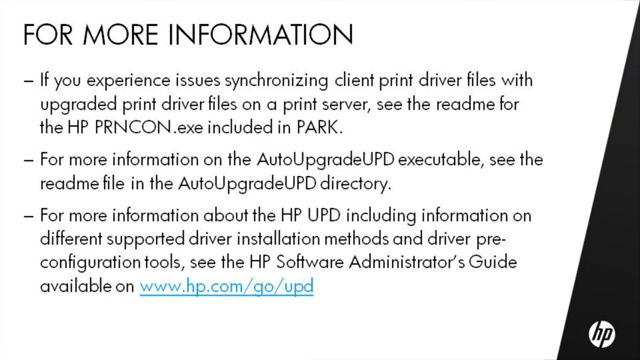 FOR MORE INFORMATION
– If you experience issues synchronizing client print driver files with
upgraded print driver files on a print server, see the readme for
the HP PRNCON.exe included in PARK.
– For more information on the AutoUpgradeUPD executable, see the
readme file in the AutoUpgradeUPD directory.
– For more information about the HP UPD including information on
different supported driver installation methods and driver pre-
configuration tools, see the HP Software Administrator's Guide
available on www.hp.com/go/upd
hp